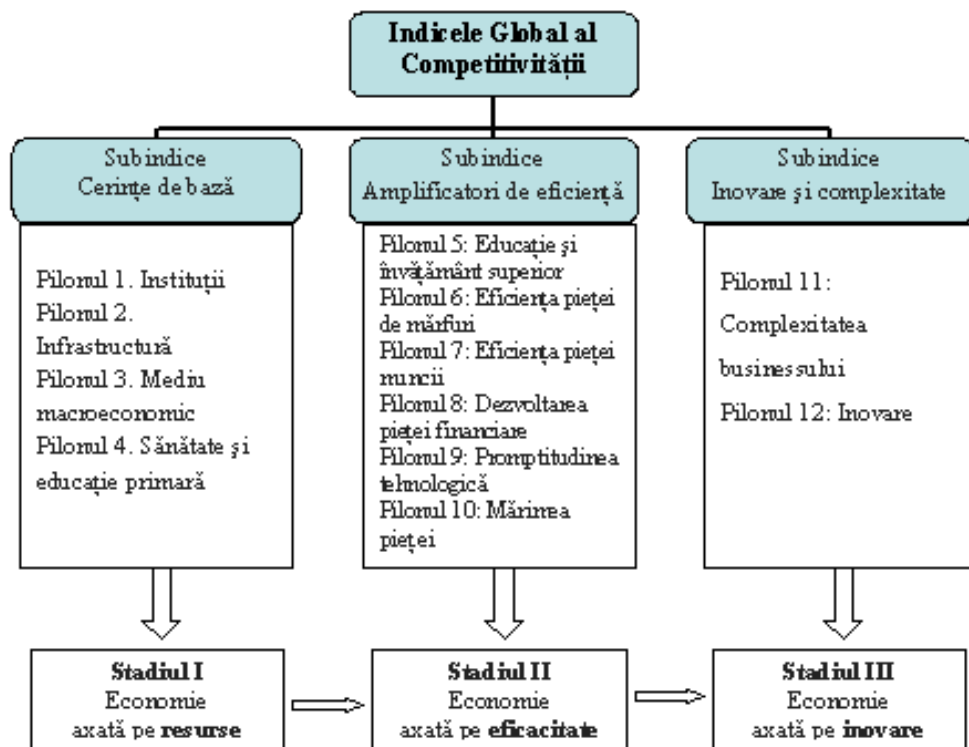 Indicele Global al
Competitivității
Subindice
Cerințe de bază
Pilonul 1. Instituții
Pilonul 2.
Infrastructură
Pilonul 3. Mediu
macroeconomic
Pilonul 4. Sănătate și
educație primară
Subindice
Amplificatori de eficiență
Pilonul 5: Educație și
învățământ superior
Pilonul 6: Eficiența pieței
de mărfuri
Pilonul 7: Eficiența pieței
muncii
Pilonul 8: Dezvoltarea
pieței financiare
Pilonul 9: Promptitudinea
tehnologică
Pilonul 10: Mărimea
pieței
Subindice
Inovare și complexitate
Pilonul 11:
Complexitatea
businessului
Pilonul 12: Inovare
Stadiul I
Economie
axată pe resurse
Stadiul II
Economie
axată pe eficacitate
Stadiul III
Economie
axată pe inovare